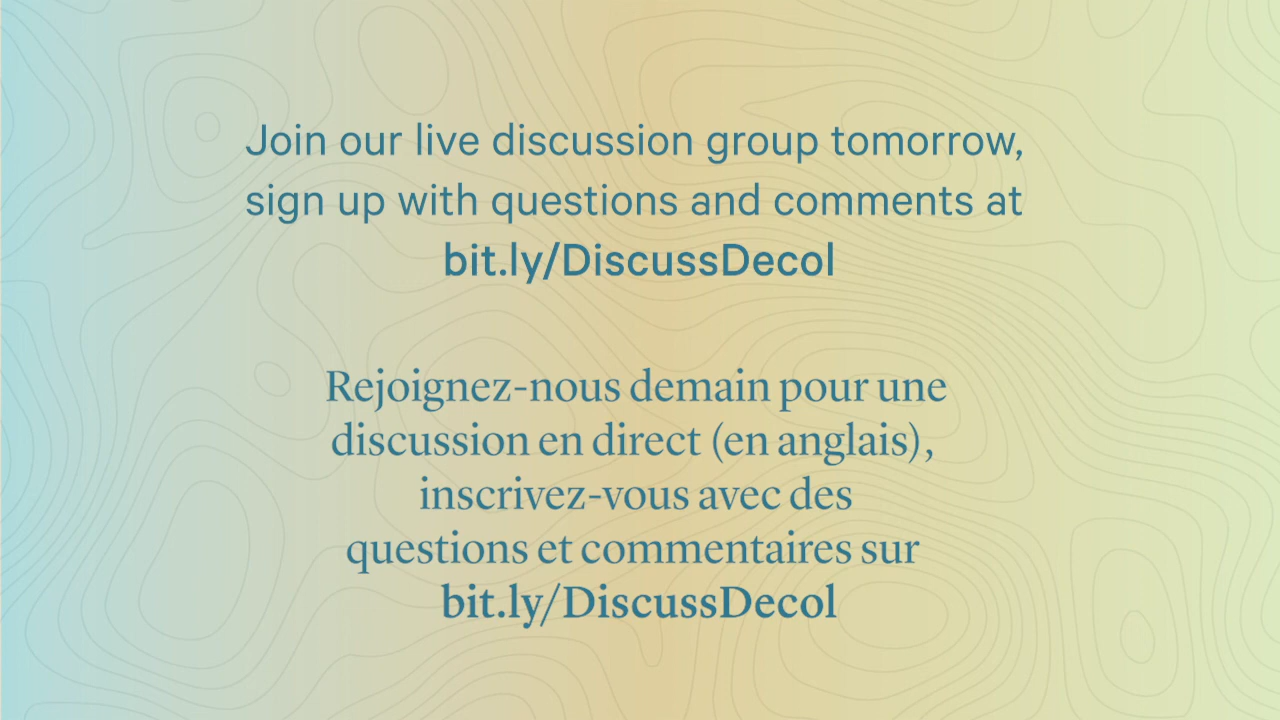 Join our live discussion group tomorrow,
sign up with questions and comments at
bit.ly/DiscussDecol
Rejoignez-nous demain pour une
discussion en direct (en anglais),
inscrivez-vous avec des
questions et commentaires sur
bit.ly/DiscussDecol